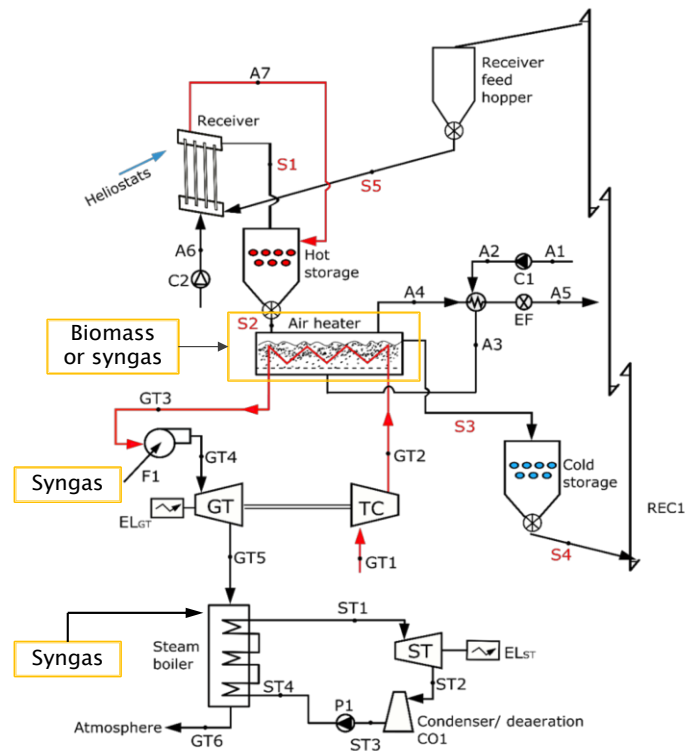 A7
Receiver
Receiver
feed
hopper
S1
Heliostats
S5
A6
C2
Hot
storage
A2
A1
C1
A4
A5
EF
S2
Air heater
Biomass
or syngas
A3
GT3
S3
GT4
Syngas
F1
GT2
Cold
storage
GT
TC
REC1
ELGT
S4
GT5
GT1
ST1
Steam
boiler
ST
ELST
Syngas
ST2
ST4
P1
Condenser/ deaeration
CO1
Atmosphere
GT6
ST3